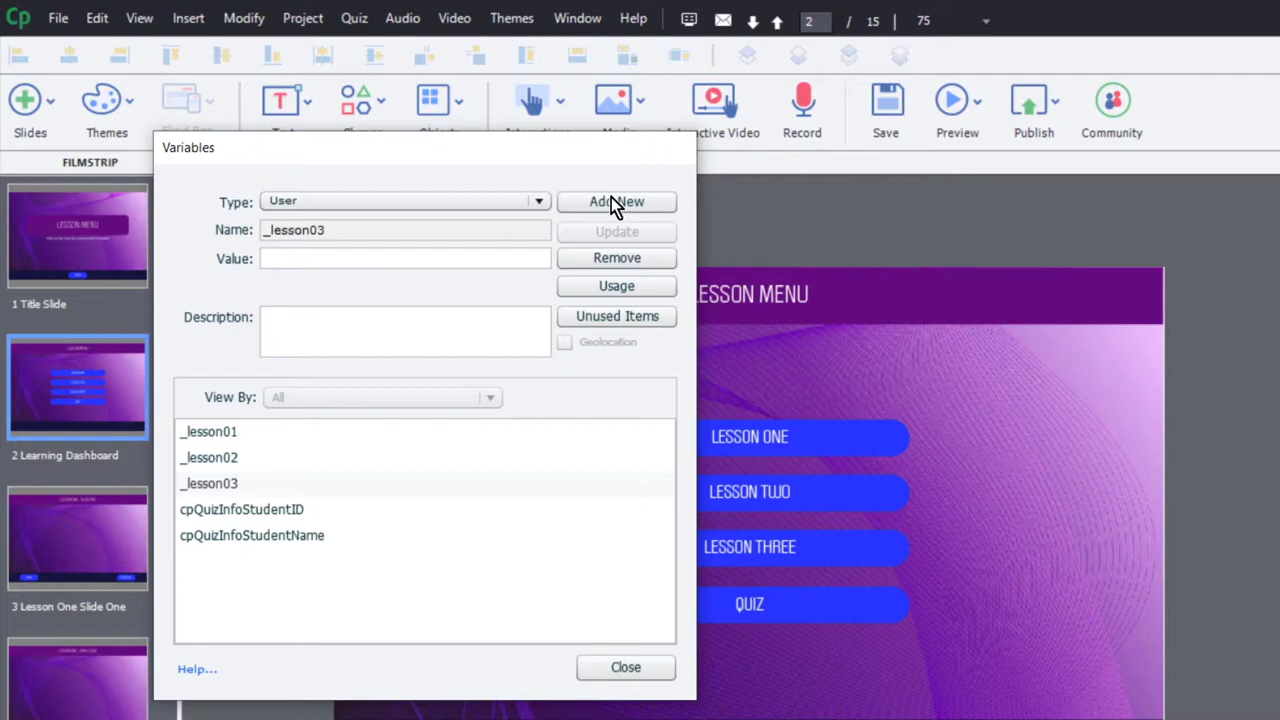 Cp File Edit View Insert Modify Project Quiz Audio Video Themes Window Help 2 / 15 75
Slides Themes Interactive Video Record Save Preview Publish Community
FILMSTRIP
Variables
Type: User Add New
Name: _lesson03 Update
Value: Remove
Usage
Description: Unused Items
Geolocation
View By: All
_lesson01
_lesson02
_lesson03
cpQuizInfoStudentID
cpQuizInfoStudentName
Help... Close
LESSON MENU
1 Title Slide
2 Learning Dashboard
3 Lesson One Slide One
LESSON MENU
LESSON ONE
LESSON TWO
LESSON THREE
QUIZ